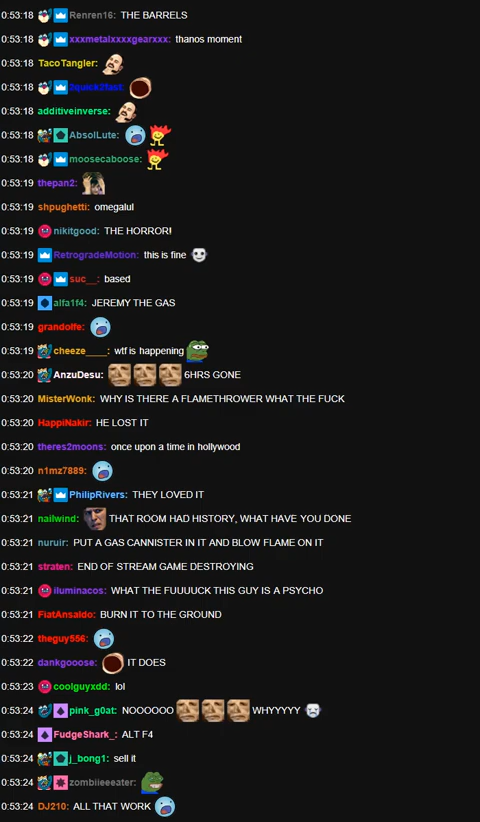 0:53:18 Renren16: THE BARRELS
0:53:18 xxxmetalxxxxgearxxx: thanos moment
0:53:18 TacoTangler:
0:53:18 2quick2fast:
0:53:18 additiveinverse:
0:53:18 AbsolLute:
0:53:18 moosecaboose:
0:53:19 thepan2:
0:53:19 shpughetti: omegalul
0:53:19 nikitgood: THE HORROR!
0:53:19 RetrogradeMotion: this is fine
0:53:19 suc__: based
0:53:19 alfa1f4: JEREMY THE GAS
0:53:19 grandolfe:
0:53:19 cheeze____: wtf is happening
0:53:20 AnzuDesu: 6HRS GONE
0:53:20 MisterWonk: WHY IS THERE A FLAMETHROWER WHAT THE FUCK
0:53:20 HappiNakir: HE LOST IT
0:53:20 theres2moons: once upon a time in hollywood
0:53:20 n1mz7889:
0:53:21 PhilipRivers: THEY LOVED IT
0:53:21 nailwind: THAT ROOM HAD HISTORY, WHAT HAVE YOU DONE
0:53:21 nuruir: PUT A GAS CANNISTER IN IT AND BLOW FLAME ON IT
0:53:21 straten: END OF STREAM GAME DESTROYING
0:53:21 iluminacos: WHAT THE FUUUUCK THIS GUY IS A PSYCHO
0:53:21 FiatAnsaldo: BURN IT TO THE GROUND
0:53:22 theguy556:
0:53:22 dankgooose: IT DOES
0:53:23 coolguyxdd: lol
0:53:24 pink_g0at: NOOOOOO WHYYYYY
0:53:24 FudgeShark_: ALT F4
0:53:24 j_bong1: sell it
0:53:24 zombiieeeater:
0:53:24 DJ210: ALL THAT WORK